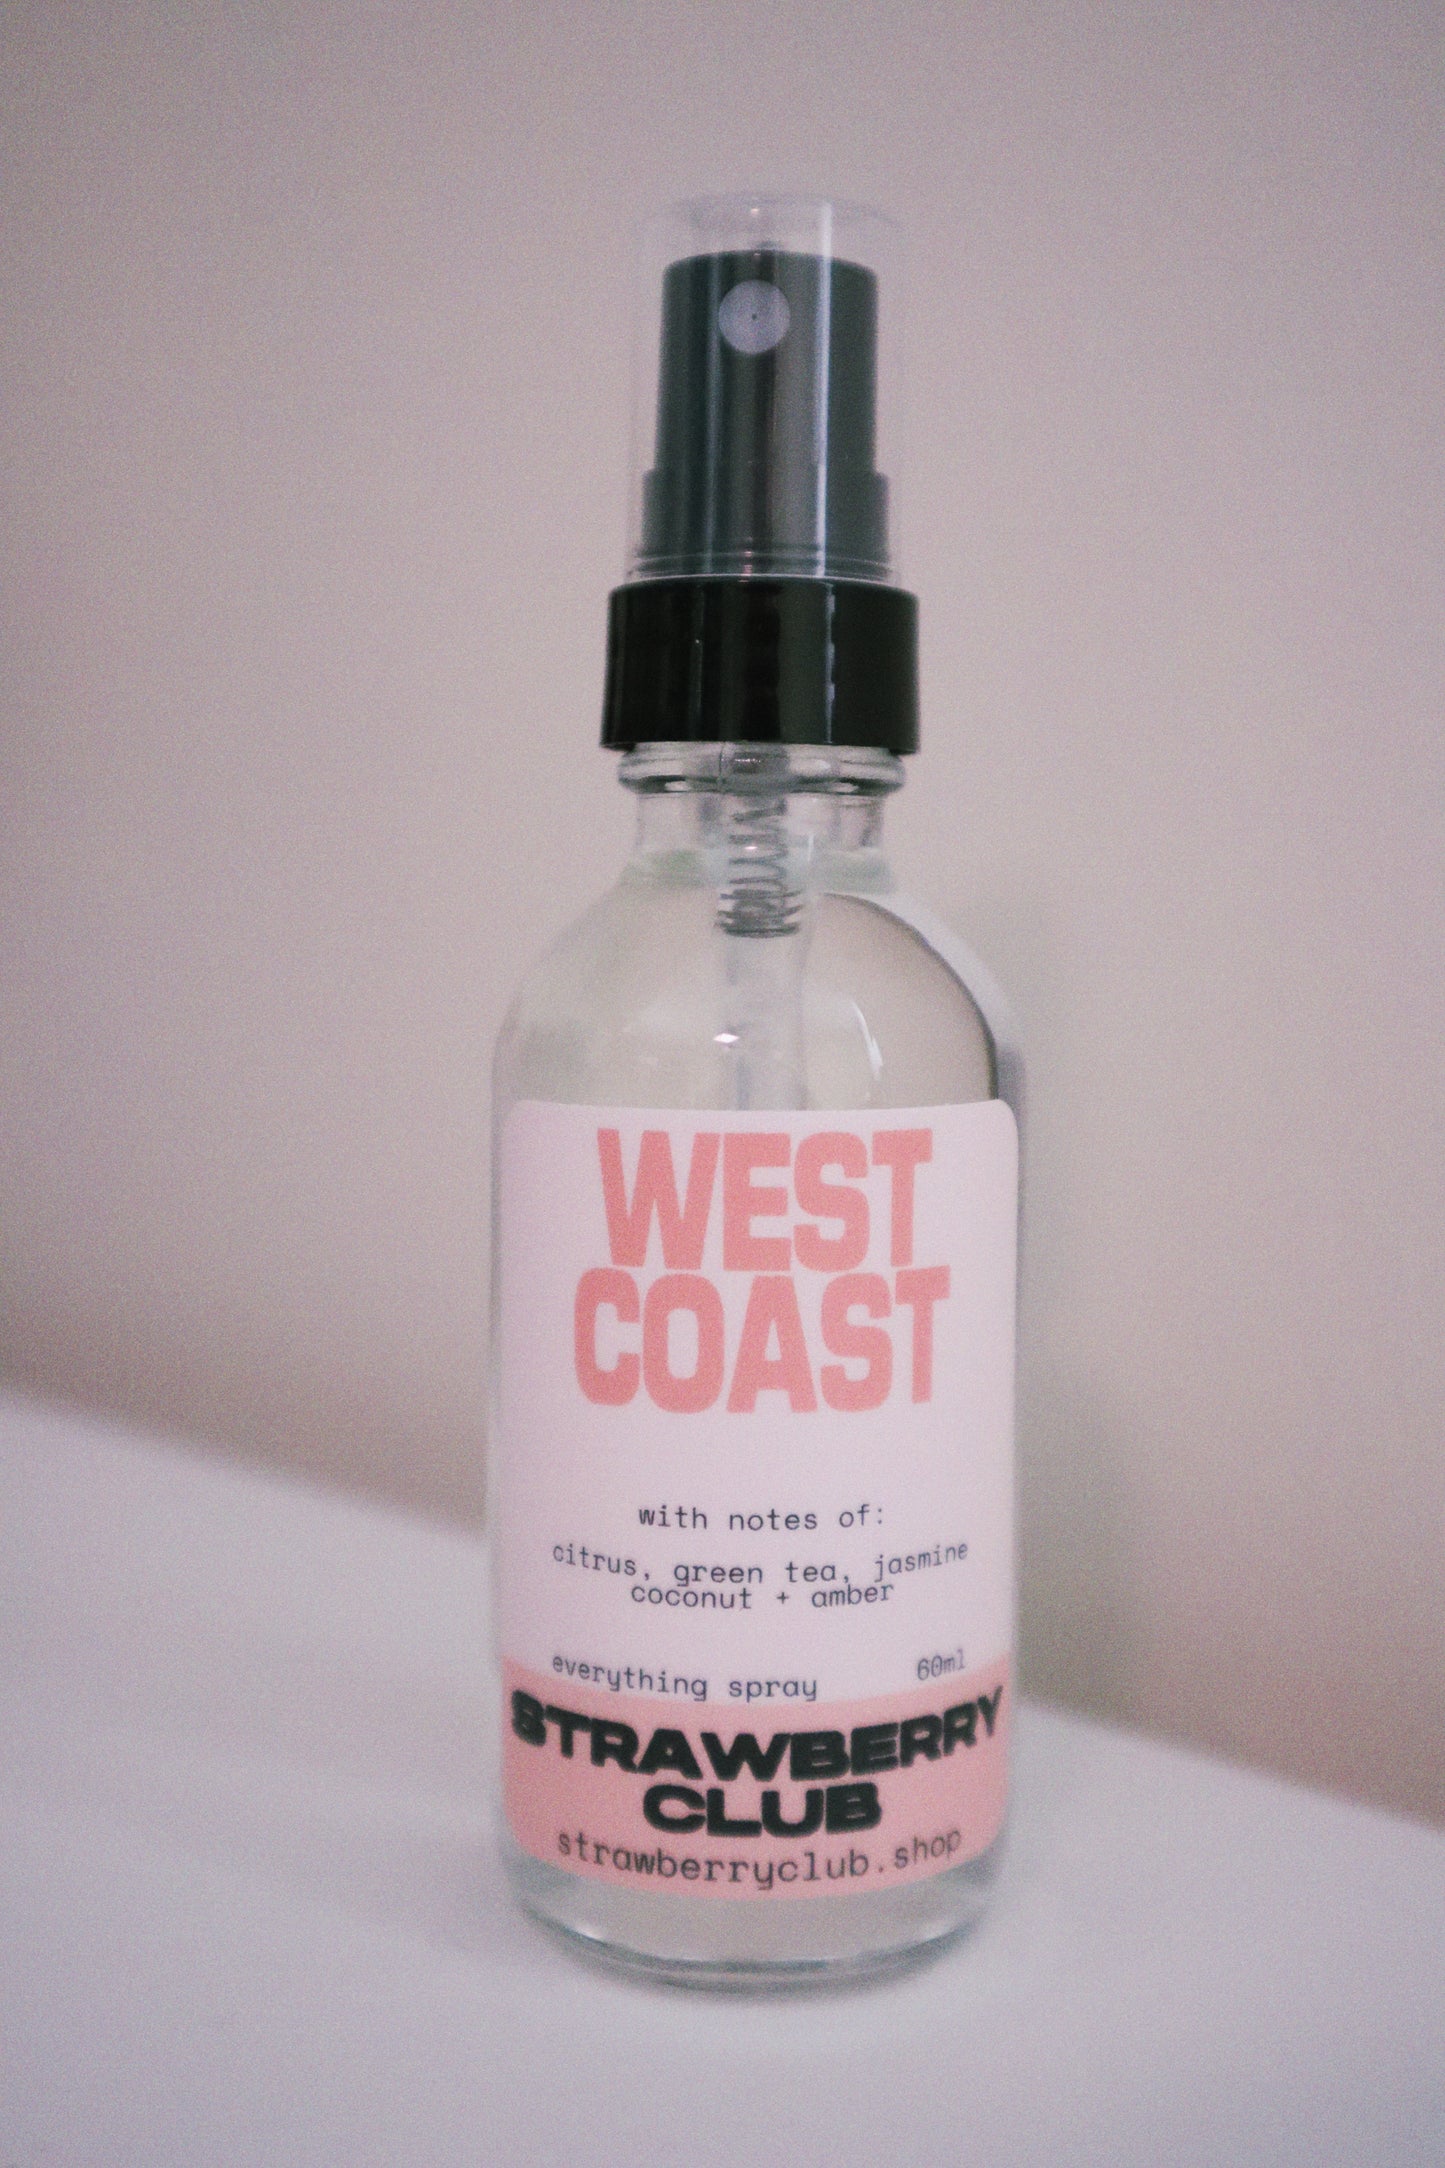 WEST
COAST
with notes of:
citrus, green tea, jasmine
coconut + amber
everything spray 60ml
STRAWBERRY
CLUB
strawberryclub.shop